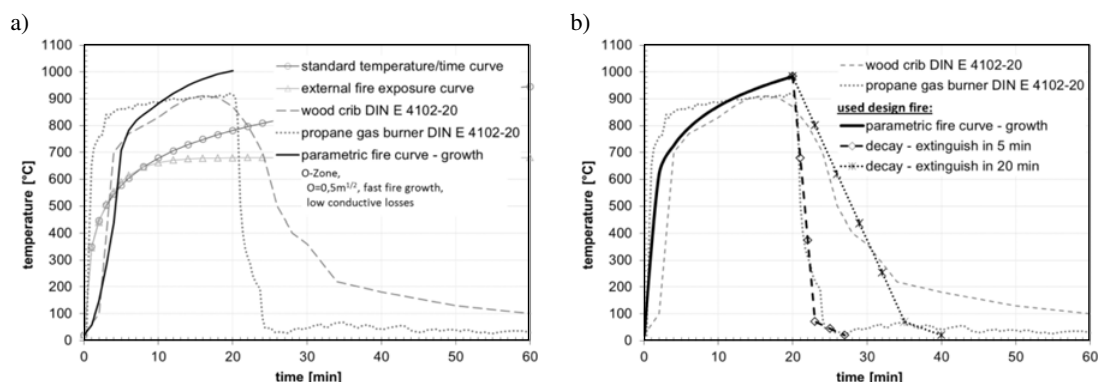 a)
1100
1000
900
800
700
600
500
400
300
200
100
0
temperature [°C]
0 10 20 30 40 50 60
time [min]
standard temperature/time curve
external fire exposure curve
wood crib DIN E 4102-20
propane gas burner DIN E 4102-20
parametric fire curve - growth
O-Zone,
O=0,5m1/2, fast fire growth,
low conductive losses
b)
1100
1000
900
800
700
600
500
400
300
200
100
0
temperature [°C]
0 10 20 30 40 50 60
time [min]
wood crib DIN E 4102-20
propane gas burner DIN E 4102-20
used design fire:
parametric fire curve - growth
decay - extinguish in 5 min
decay - extinguish in 20 min